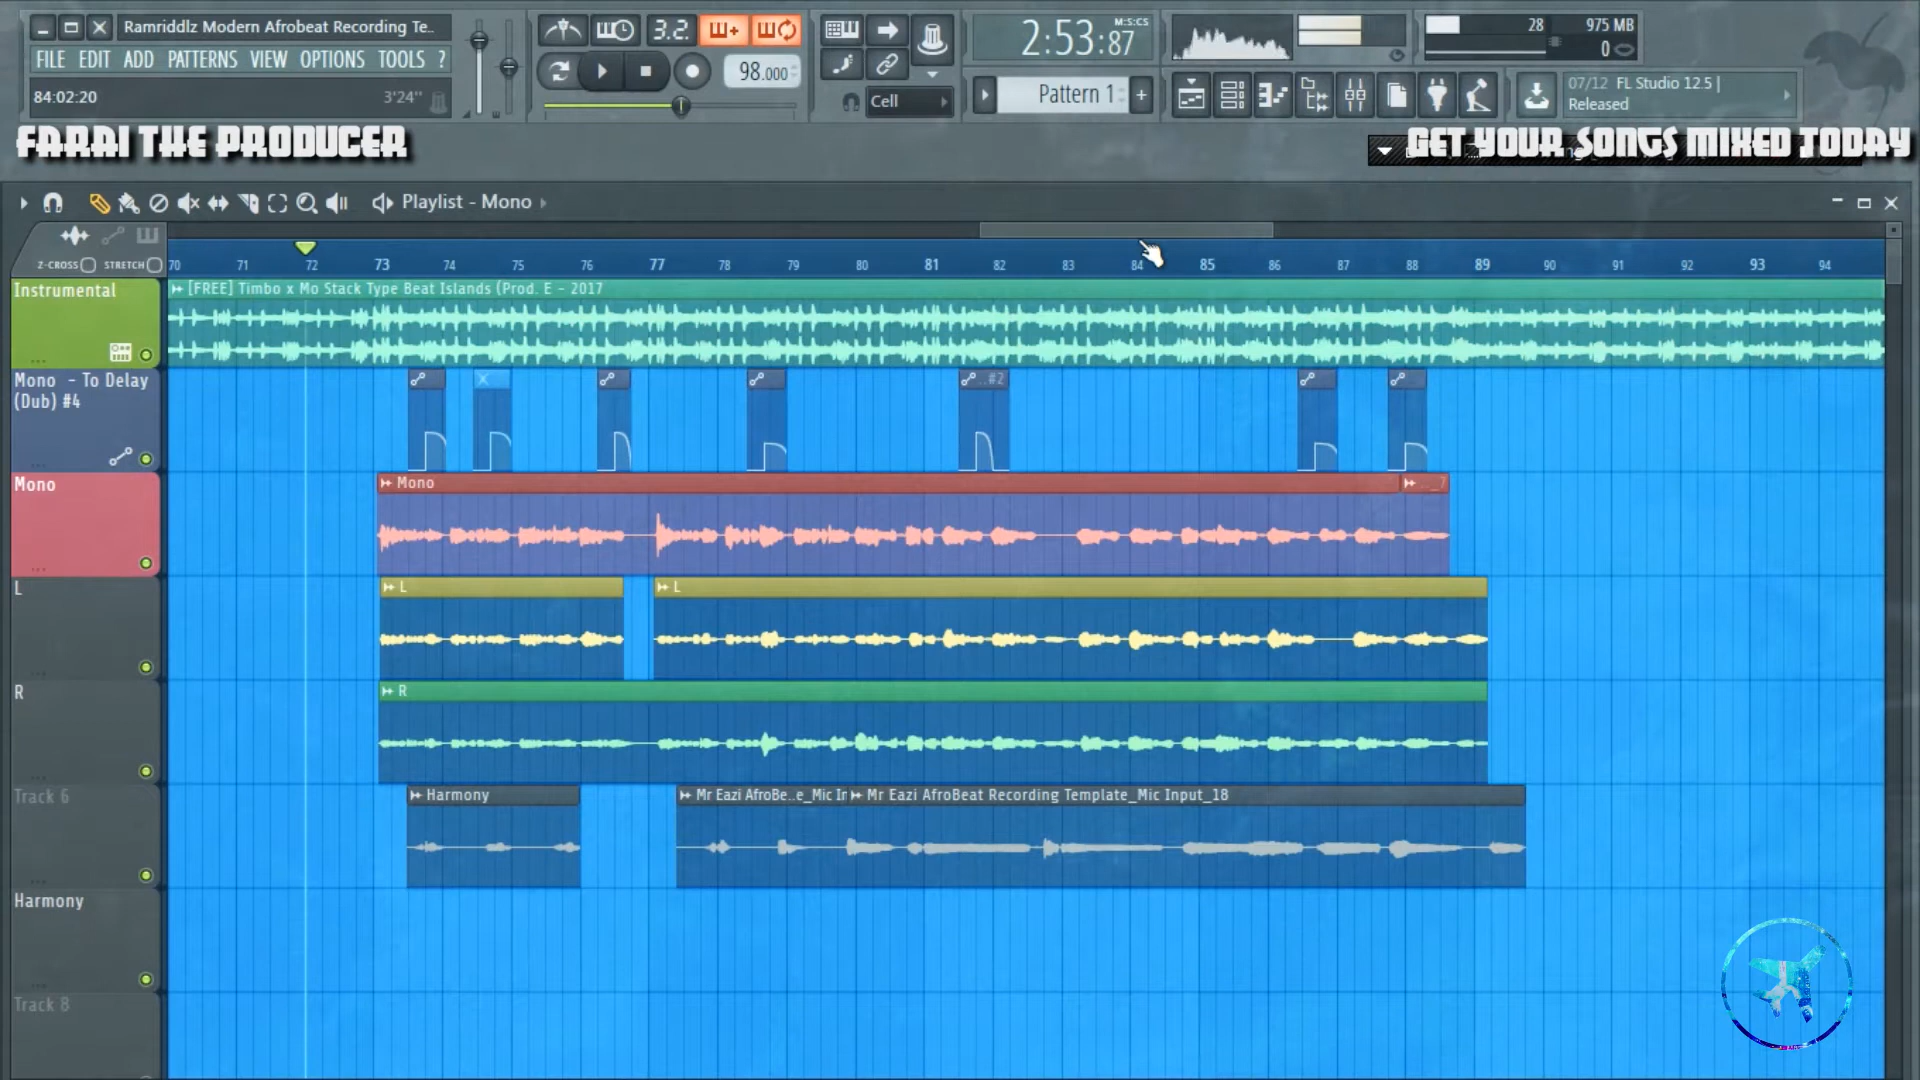 Ramriddlz Modern Afrobeat Recording Te..
FILE EDIT ADD PATTERNS VIEW OPTIONS TOOLS ?
84:02:20 3'24"
3.2.
98.000
Cell
2:53:87
M:S:CS
Pattern 1
28 975 MB
0
07/12 FL Studio 12.5 |
Released
FARAI THE PRODUCER
GET YOUR SONGS MIXED TODAY
Playlist - Mono
Z-CROSS STRETCH
70 71 72 73 74 75 76 77 78 79 80 81 82 83 84 85 86 87 88 89 90 91 92 93 94
Instrumental
[FREE] Timbo x Mo Stack Type Beat Islands (Prod. E - 2017
Mono - To Delay
(Dub) #4
..#2
Mono
Mono
.._7
L
L
L
R
R
Track 6
Harmony
Mr Eazi AfroBe..e_Mic In
Mr Eazi AfroBeat Recording Template_Mic Input_18
Harmony
Track 8